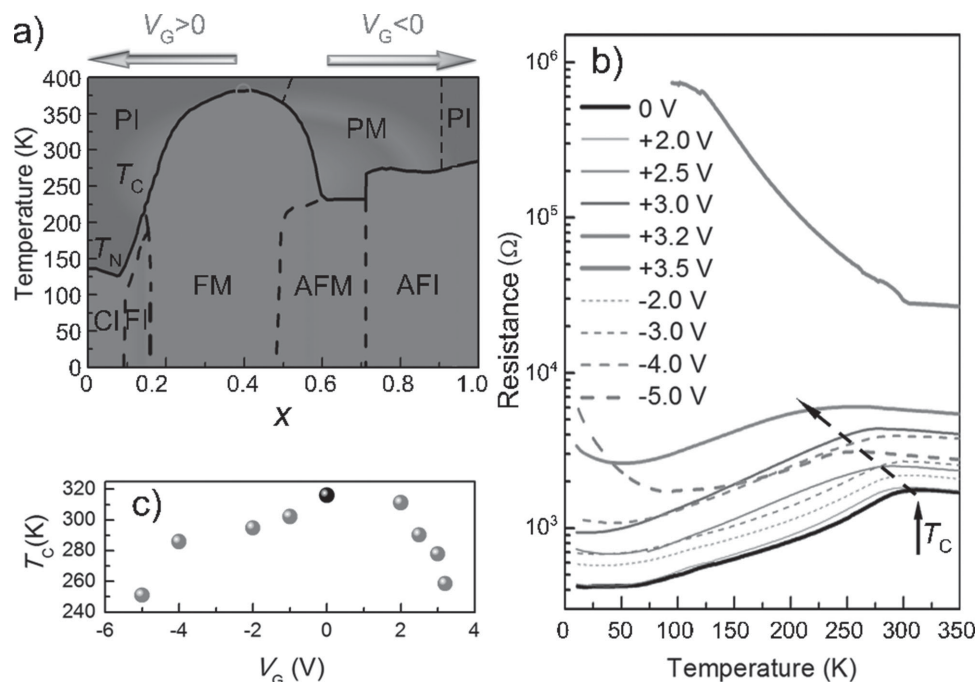 a)
V_G>0
V_G<0
400
350
300
250
200
150
100
50
0
Temperature (K)
PI
PM
PI
T_C
T_N
FM
AFM
AFI
CI
FI
0
0.2
0.4
0.6
0.8
1.0
x
b)
10^6
10^5
10^4
10^3
Resistance (Ω)
0 V
+2.0 V
+2.5 V
+3.0 V
+3.2 V
+3.5 V
-2.0 V
-3.0 V
-4.0 V
-5.0 V
T_C
0
50
100
150
200
250
300
350
Temperature (K)
c)
320
300
280
260
240
T_C(K)
-6
-4
-2
0
2
4
V_G (V)